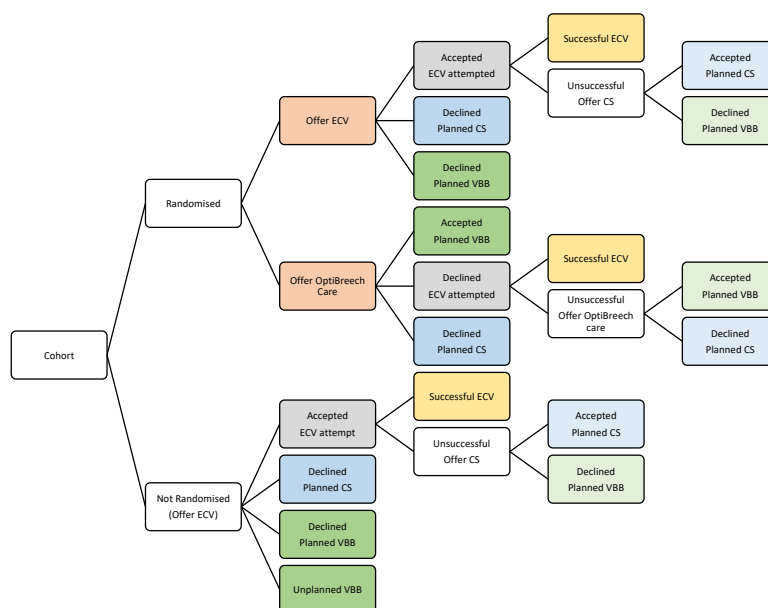 Cohort
Randomised
Offer ECV
Accepted
ECV attempted
Successful ECV
Unsuccessful
Offer CS
Accepted
Planned CS
Declined
Planned VBB
Declined
Planned CS
Declined
Planned VBB
Offer OptiBreech
Care
Accepted
Planned VBB
Declined
ECV attempted
Successful ECV
Unsuccessful
Offer OptiBreech
care
Accepted
Planned VBB
Declined
Planned CS
Declined
Planned CS
Not Randomised
(Offer ECV)
Accepted
ECV attempt
Successful ECV
Unsuccessful
Offer CS
Accepted
Planned CS
Declined
Planned VBB
Declined
Planned CS
Declined
Planned VBB
Unplanned VBB